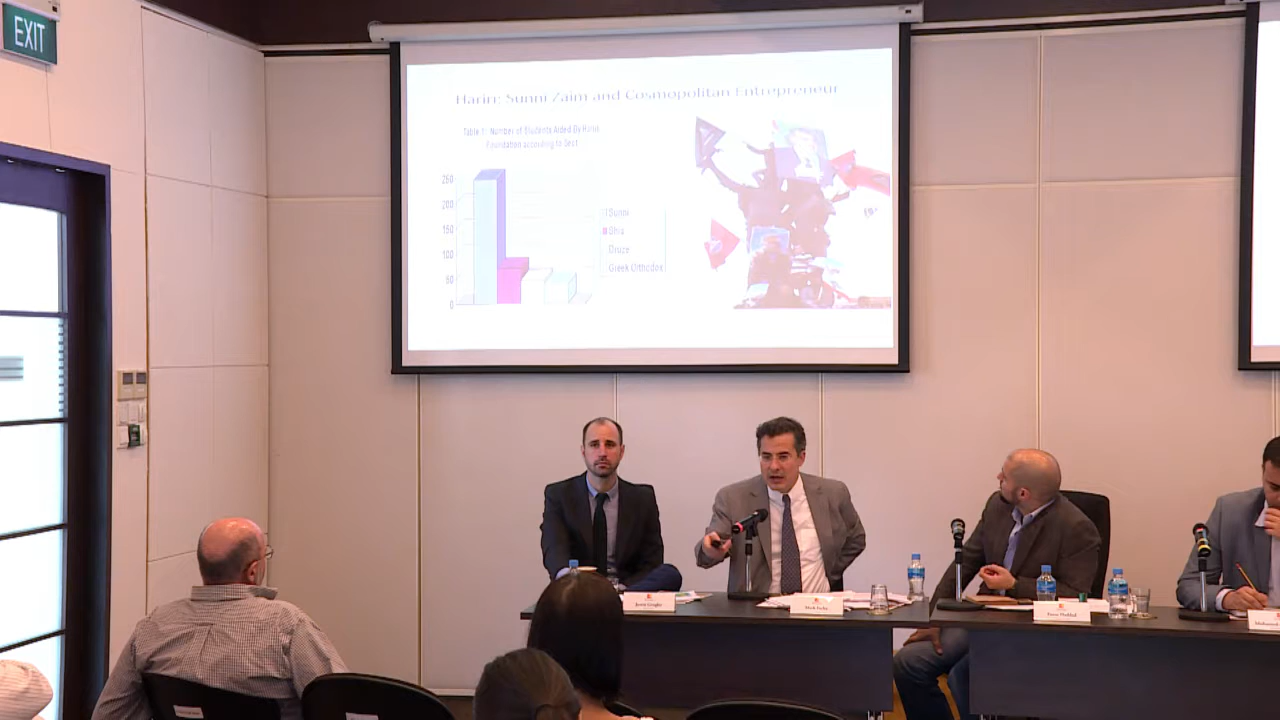 EXIT
Hariri: Sunni Zaim and Cosmopolitan Entrepreneur
Table 1: Number of Students Aided By Hariri
Foundation according to Sect
250
200
150
100
50
0
Sunni
Shia
Druze
Greek Orthodox